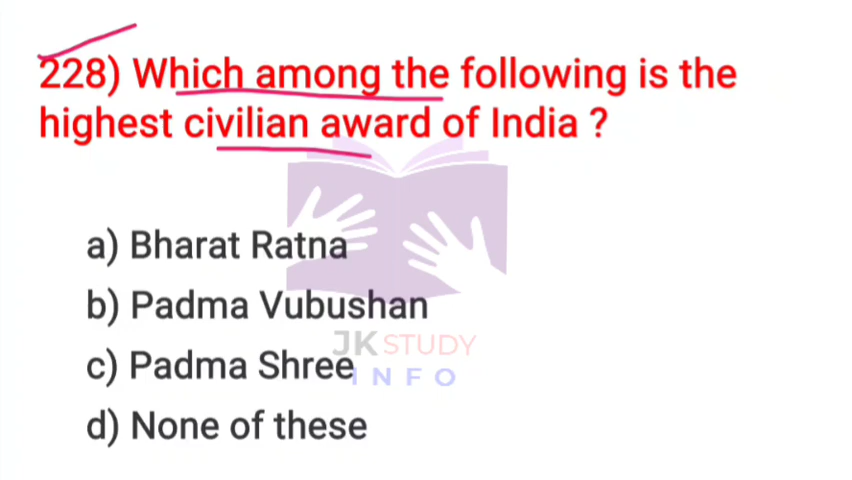 228) Which among the following is the
highest civilian award of India ?
a) Bharat Ratna
b) Padma Vubushan
JK STUDY
c) Padma Shree
INFO
d) None of these